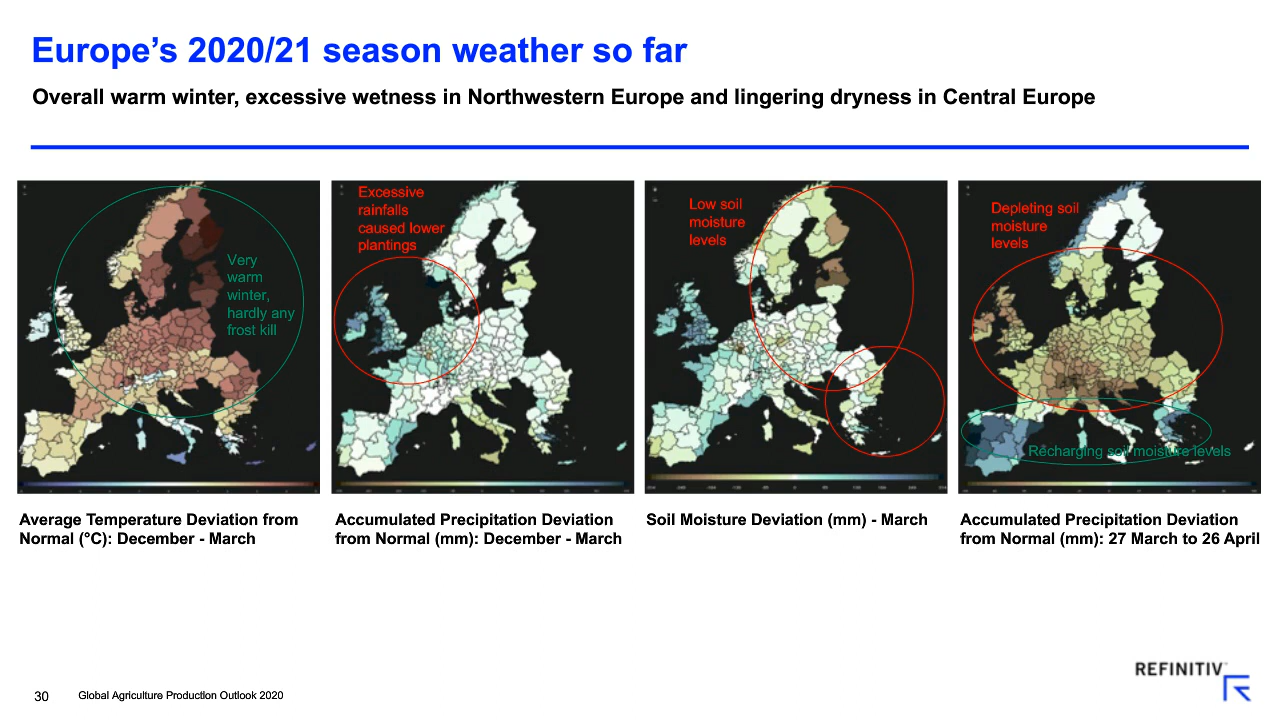 Europe’s 2020/21 season weather so far
Overall warm winter, excessive wetness in Northwestern Europe and lingering dryness in Central Europe
Very
warm
winter,
hardly any
frost kill
Excessive
rainfalls
caused lower
plantings
Low soil
moisture
levels
Depleting soil
moisture
levels
Recharging soil moisture levels
Average Temperature Deviation from
Normal (°C): December - March
Accumulated Precipitation Deviation
from Normal (mm): December - March
Soil Moisture Deviation (mm) - March
Accumulated Precipitation Deviation
from Normal (mm): 27 March to 26 April
REFINITIV
30
Global Agriculture Production Outlook 2020